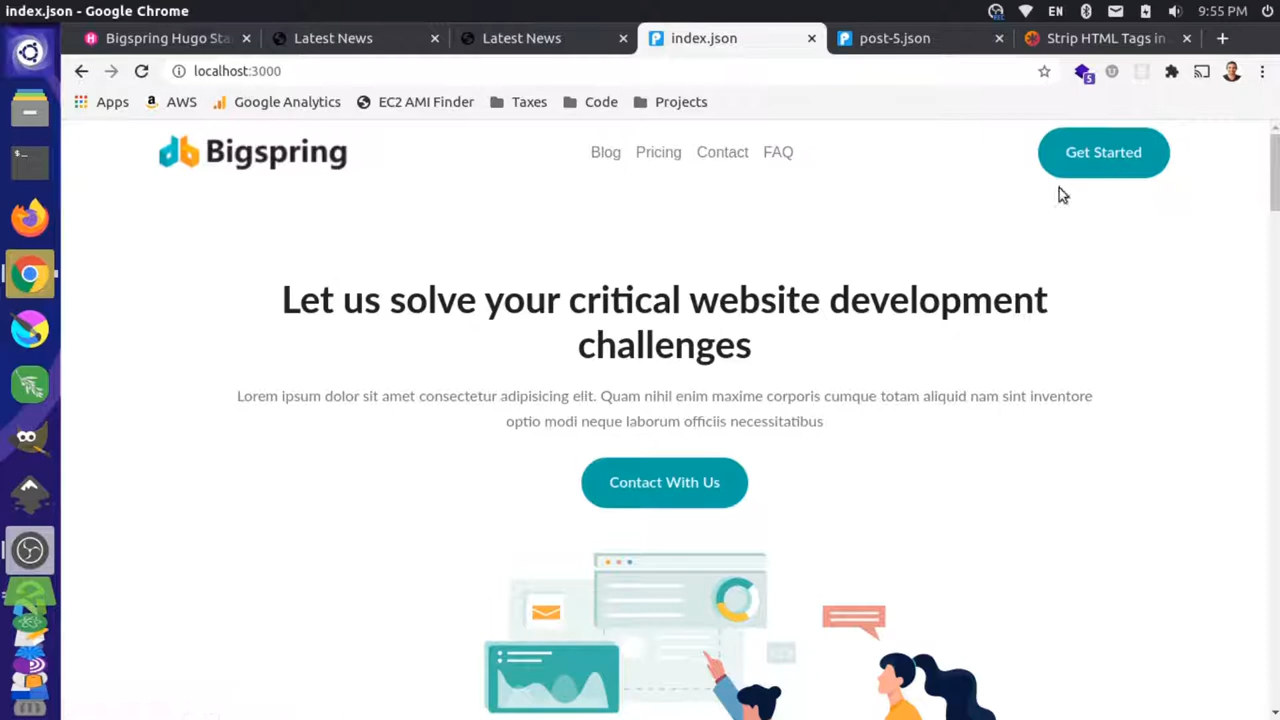 index.json - Google Chrome
EN
9:55 PM
Bigspring Hugo Sta
Latest News
Latest News
index.json
post-5.json
Strip HTML Tags in
localhost:3000
5
Apps
AWS
Google Analytics
EC2 AMI Finder
Taxes
Code
Projects
Bigspring
Blog
Pricing
Contact
FAQ
Get Started
Let us solve your critical website development
challenges
Lorem ipsum dolor sit amet consectetur adipisicing elit. Quam nihil enim maxime corporis cumque totam aliquid nam sint inventore
optio modi neque laborum officiis necessitatibus
Contact With Us